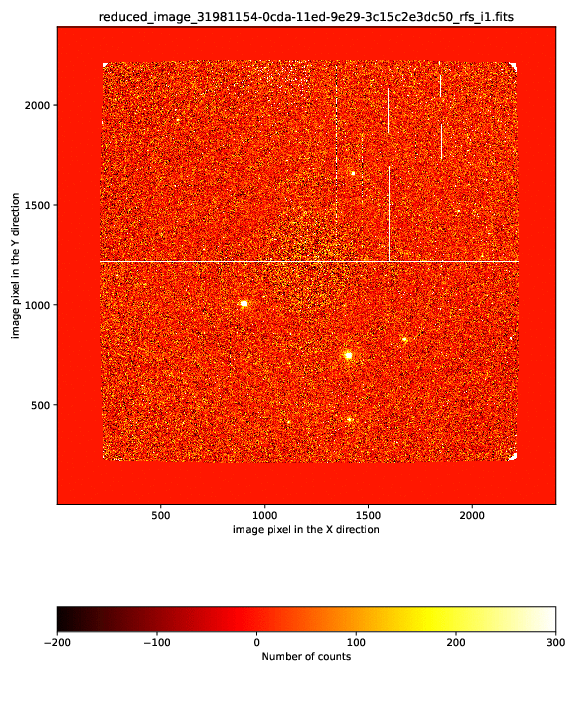 reduced_image_31981154-0cda-11ed-9e29-3c15c2e3dc50_rfs_i1.fits
2000
1500
1000
500
image pixel in the Y direction
500 1000 1500 2000
image pixel in the X direction
−200 −100 0 100 200 300
Number of counts